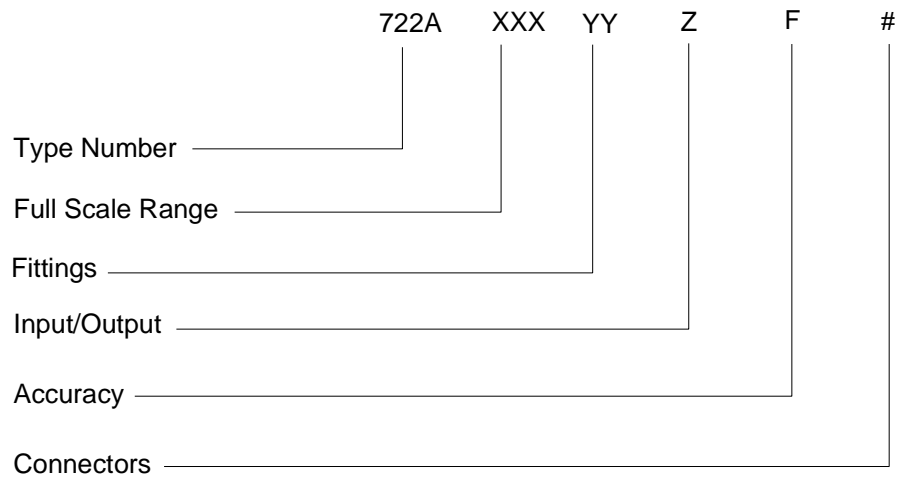 722A XXX YY Z F #
Type Number
Full Scale Range
Fittings
Input/Output
Accuracy
Connectors